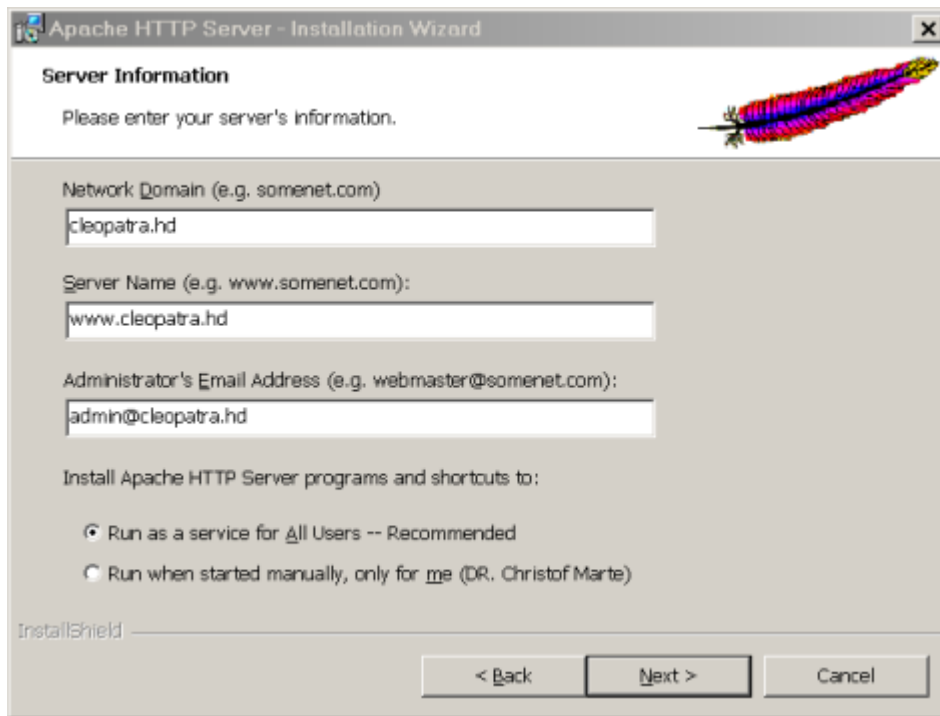 Apache HTTP Server - Installation Wizard
Server Information
Please enter your server's information.
Network Domain (e.g. somenet.com)
cleopatra.hd
Server Name (e.g. www.somenet.com):
www.cleopatra.hd
Administrator's Email Address (e.g. webmaster@somenet.com):
admin@cleopatra.hd
Install Apache HTTP Server programs and shortcuts to:
Run as a service for All Users -- Recommended
Run when started manually, only for me (DR. Christof Marte)
InstallShield
< Back Next > Cancel